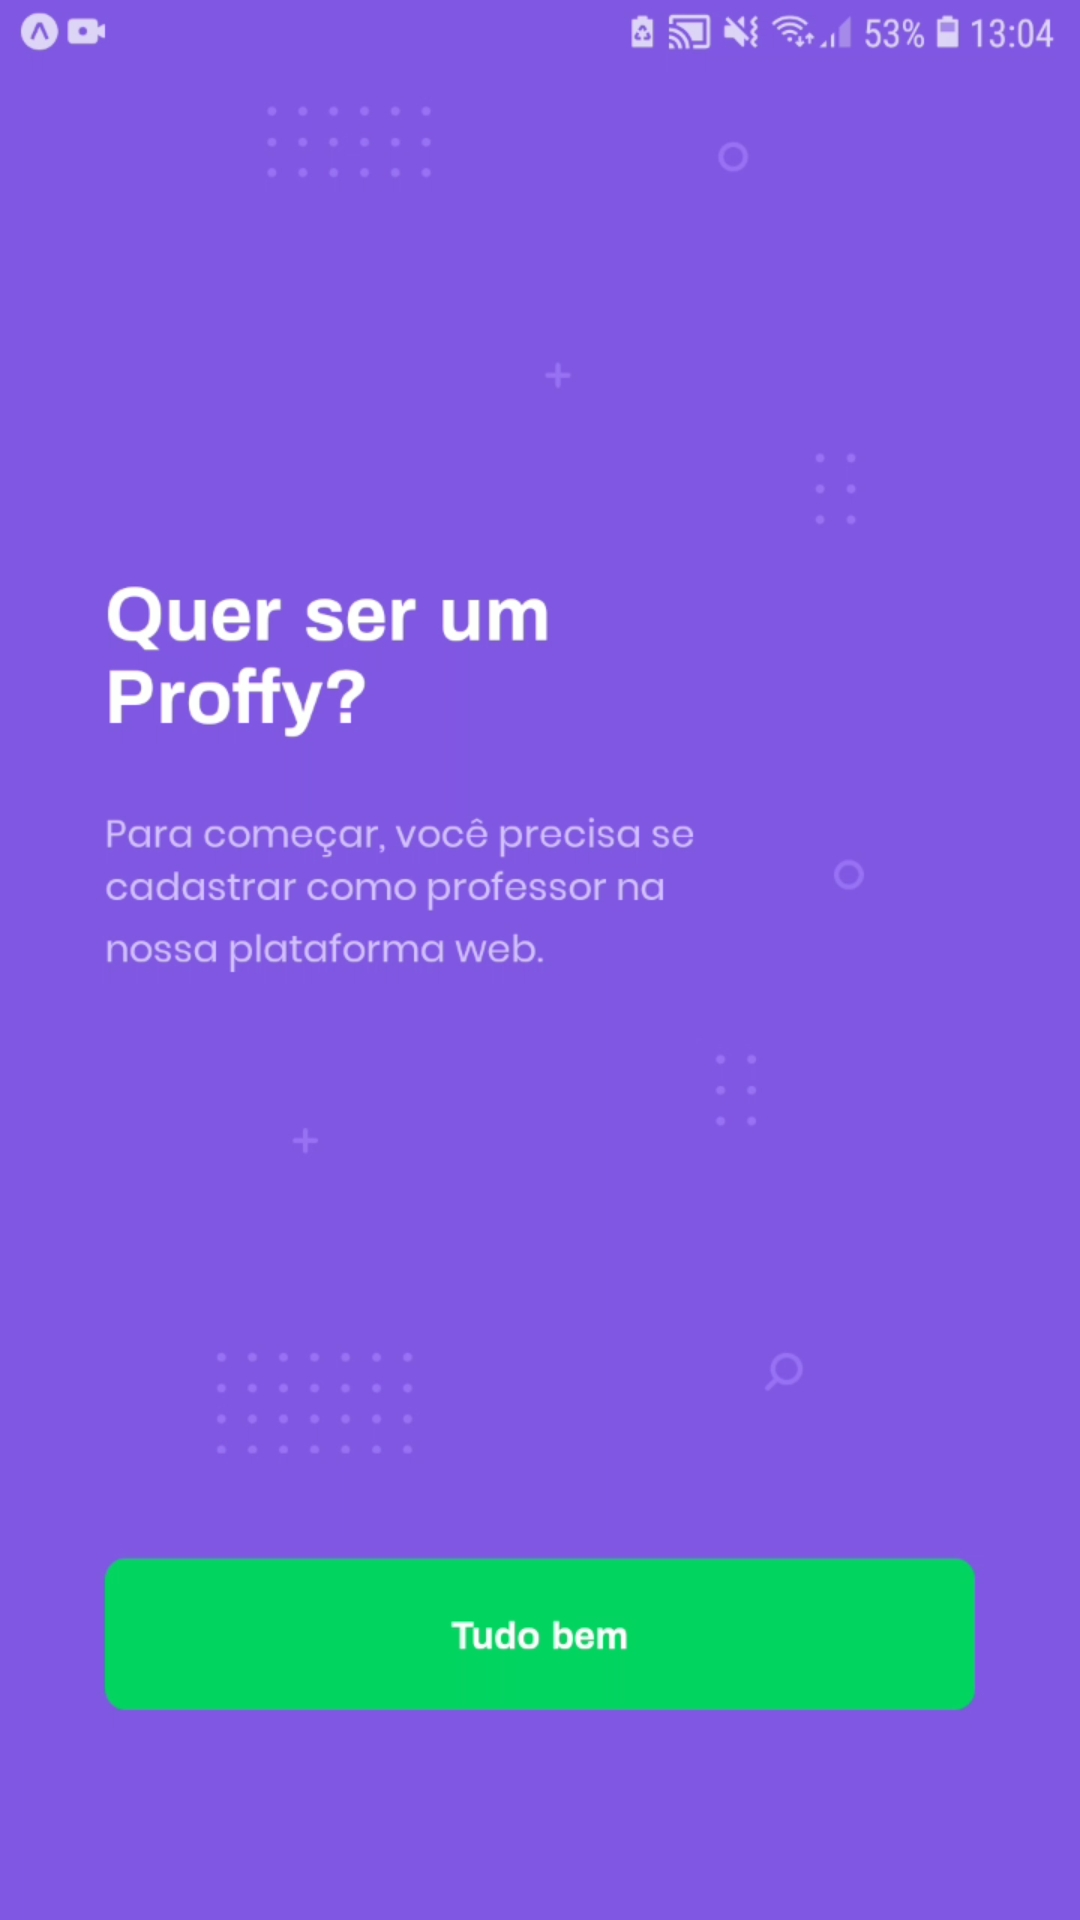 53% 13:04
Quer ser um
Proffy?
Para começar, você precisa se
cadastrar como professor na
nossa plataforma web.
Tudo bem